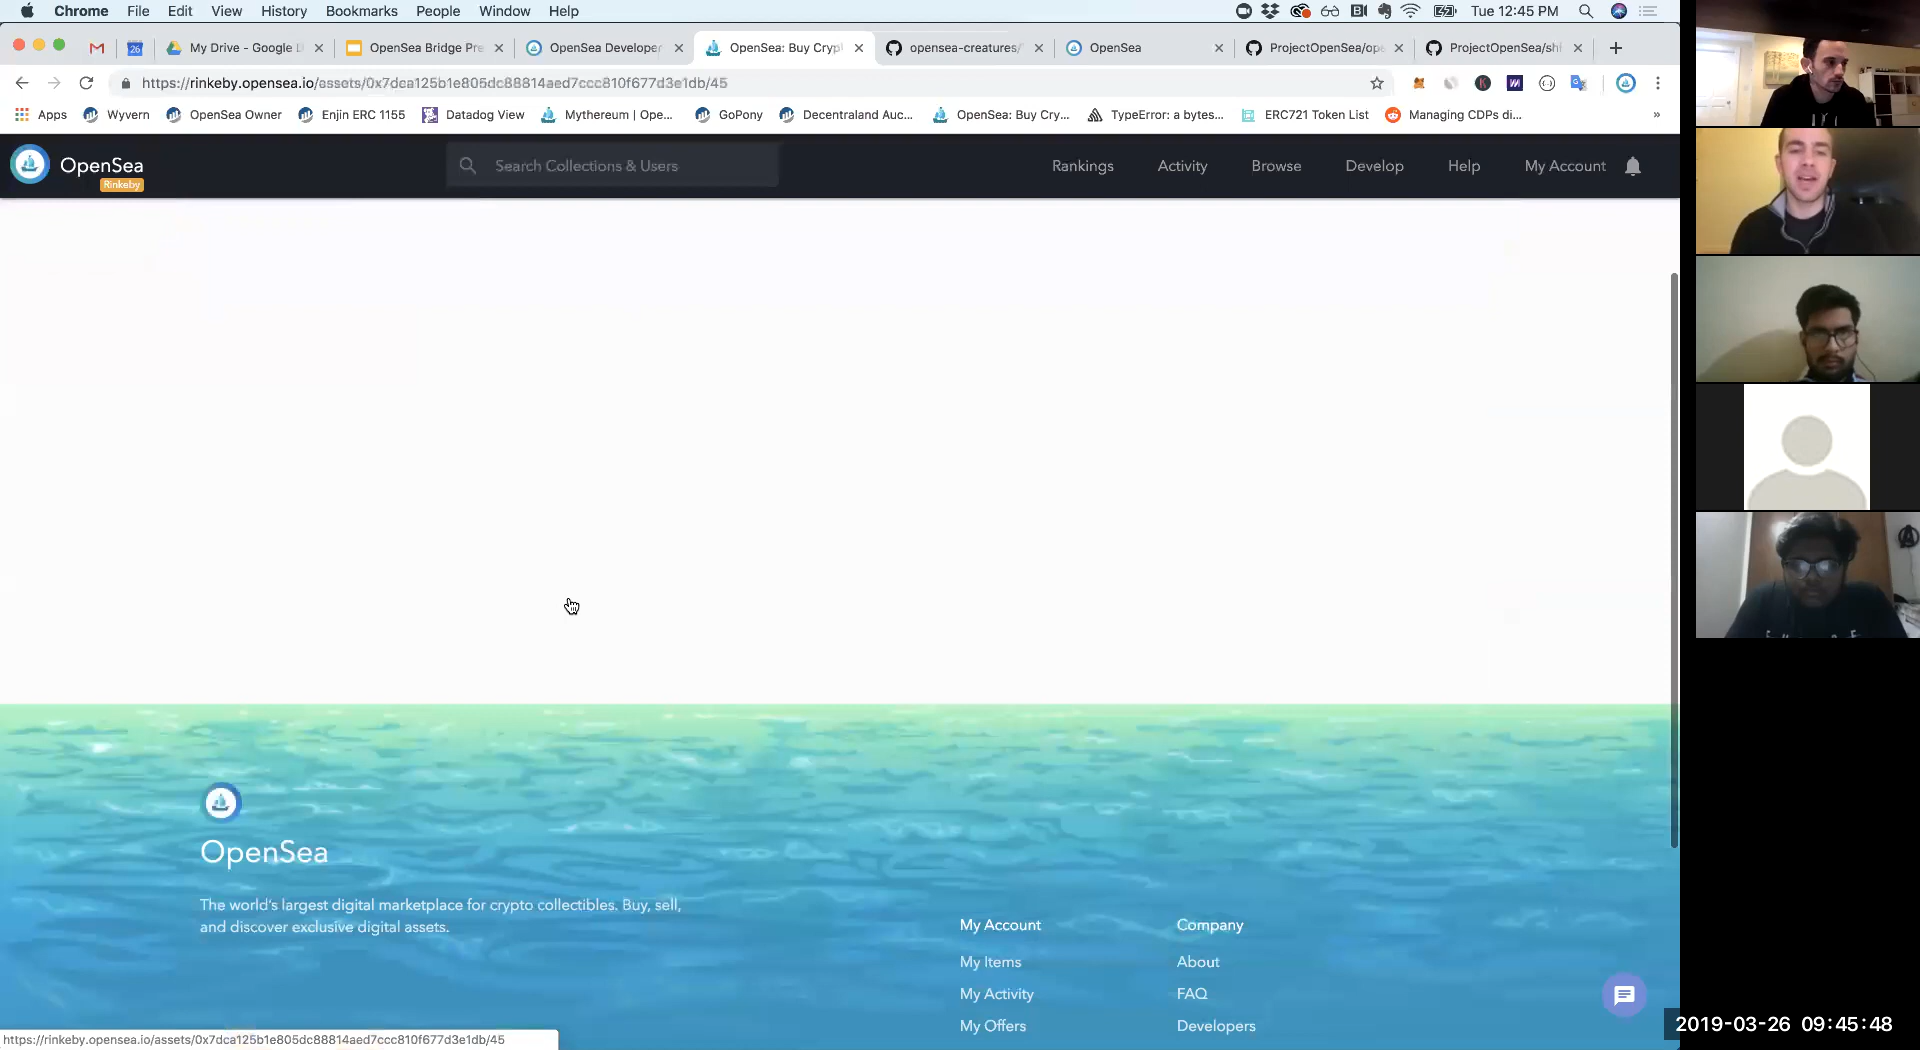 Chrome File Edit View History Bookmarks People Window Help Tue 12:45 PM
26 My Drive - Google D OpenSea Bridge Pre OpenSea Developer OpenSea: Buy Crypt opensea-creatures/ OpenSea ProjectOpenSea/ope ProjectOpenSea/shi
https://rinkeby.opensea.io/assets/0x7dca125b1e805dc88814aed7ccc810f677d3e1db/45
Apps Wyvern OpenSea Owner Enjin ERC 1155 Datadog View Mythereum | Ope... GoPony Decentraland Auc... OpenSea: Buy Cry... TypeError: a bytes... ERC721 Token List Managing CDPs di... »
OpenSea Search Collections & Users Rankings Activity Browse Develop Help My Account
Rinkeby
OpenSea
The world's largest digital marketplace for crypto collectibles. Buy, sell,
and discover exclusive digital assets.
My Account
My Items
My Activity
My Offers
Company
About
FAQ
Developers
https://rinkeby.opensea.io/assets/0x7dca125b1e805dc88814aed7ccc810f677d3e1db/45
2019-03-26 09:45:48